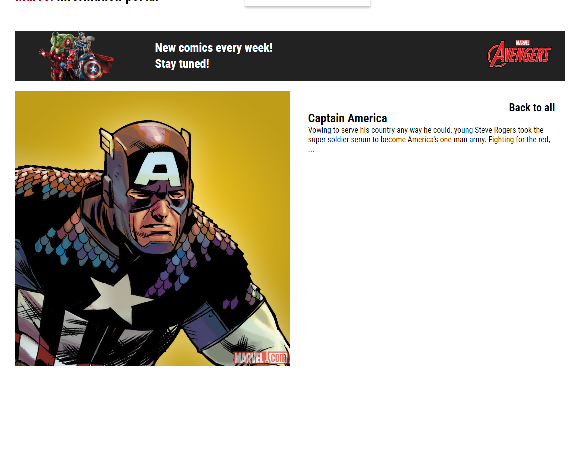 New comics every week!
Stay tuned!
MARVEL
AVENGERS
Back to all
Captain America
Vowing to serve his country any way he could, young Steve Rogers took the
super soldier serum to become America's one-man army. Fighting for the red,
...
A
MARVEL.COM